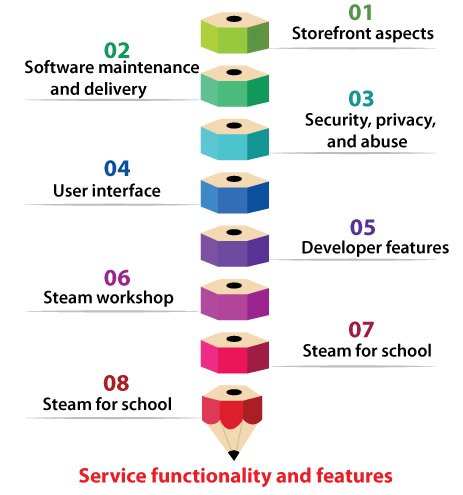 01
Storefront aspects
02
Software maintenance
and delivery
03
Security, privacy,
and abuse
04
User interface
05
Developer features
06
Steam workshop
07
Steam for school
08
Steam for school
Service functionality and features